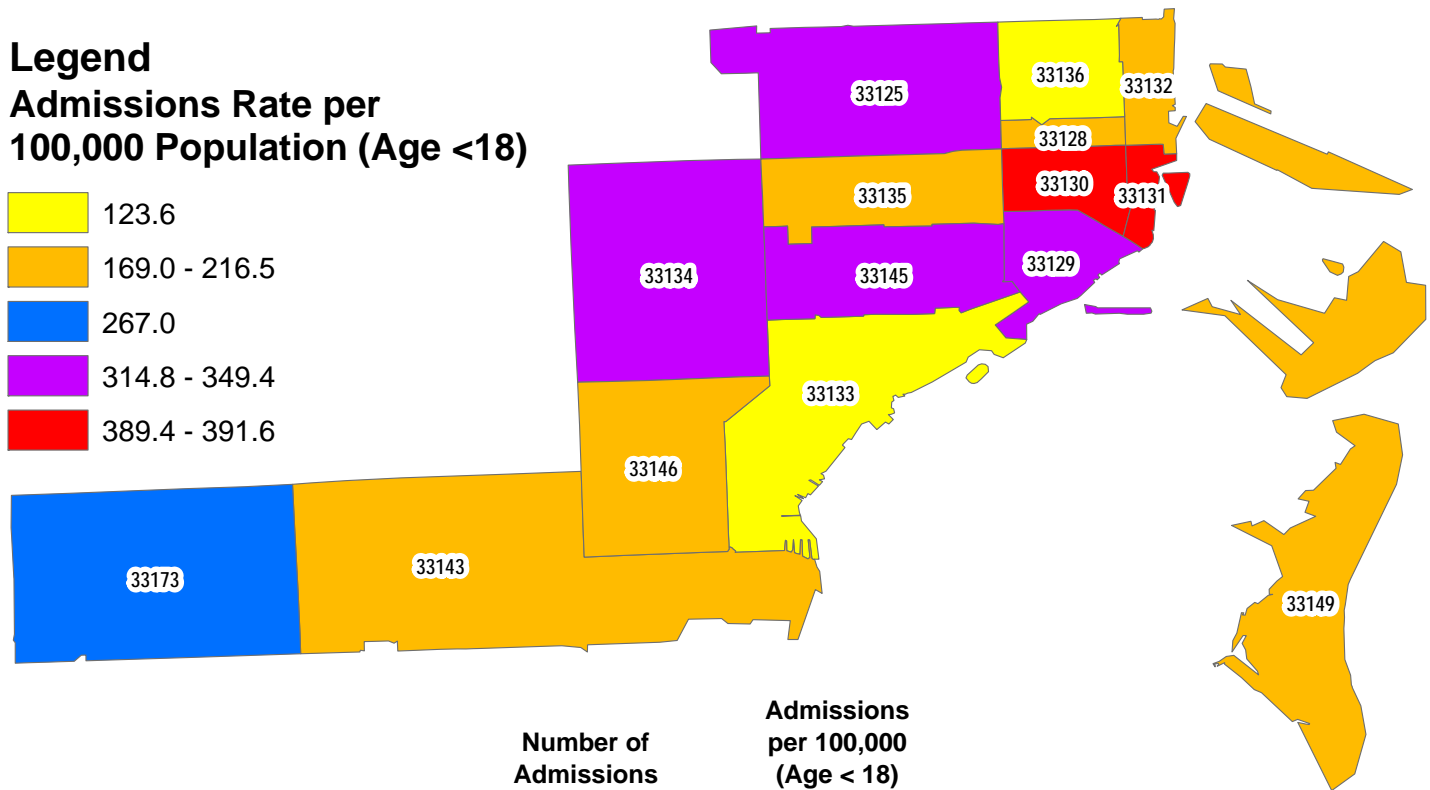 Legend
Admissions Rate per
100,000 Population (Age <18)
123.6
169.0 - 216.5
267.0
314.8 - 349.4
389.4 - 391.6
33136
33132
33125
33128
33130
33131
33135
33134
33145
33129
33133
33146
33143
33173
33149
Number of
Admissions
Admissions
per 100,000
(Age < 18)